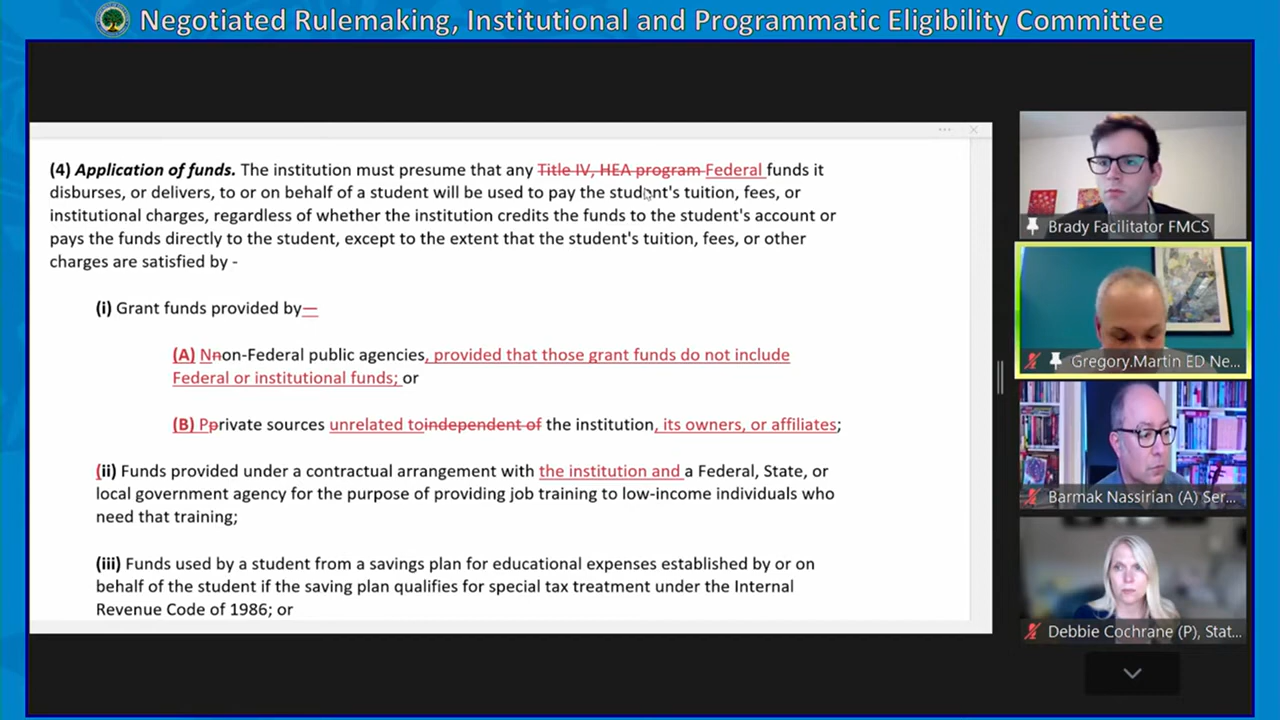 Negotiated Rulemaking, Institutional and Programmatic Eligibility Committee
(4) Application of funds. The institution must presume that any Title IV, HEA program Federal funds it
disburses, or delivers, to or on behalf of a student will be used to pay the student's tuition, fees, or
institutional charges, regardless of whether the institution credits the funds to the student's account or
pays the funds directly to the student, except to the extent that the student's tuition, fees, or other
charges are satisfied by -
(i) Grant funds provided by—
(A) Nnon-Federal public agencies, provided that those grant funds do not include
Federal or institutional funds; or
(B) Pprivate sources unrelated toindependent of the institution, its owners, or affiliates;
(ii) Funds provided under a contractual arrangement with the institution and a Federal, State, or
local government agency for the purpose of providing job training to low-income individuals who
need that training;
(iii) Funds used by a student from a savings plan for educational expenses established by or on
behalf of the student if the saving plan qualifies for special tax treatment under the Internal
Revenue Code of 1986; or
Brady Facilitator FMCS
Gregory.Martin ED Ne...
Barmak Nassirian (A) Ser...
Debbie Cochrane (P), Stat...